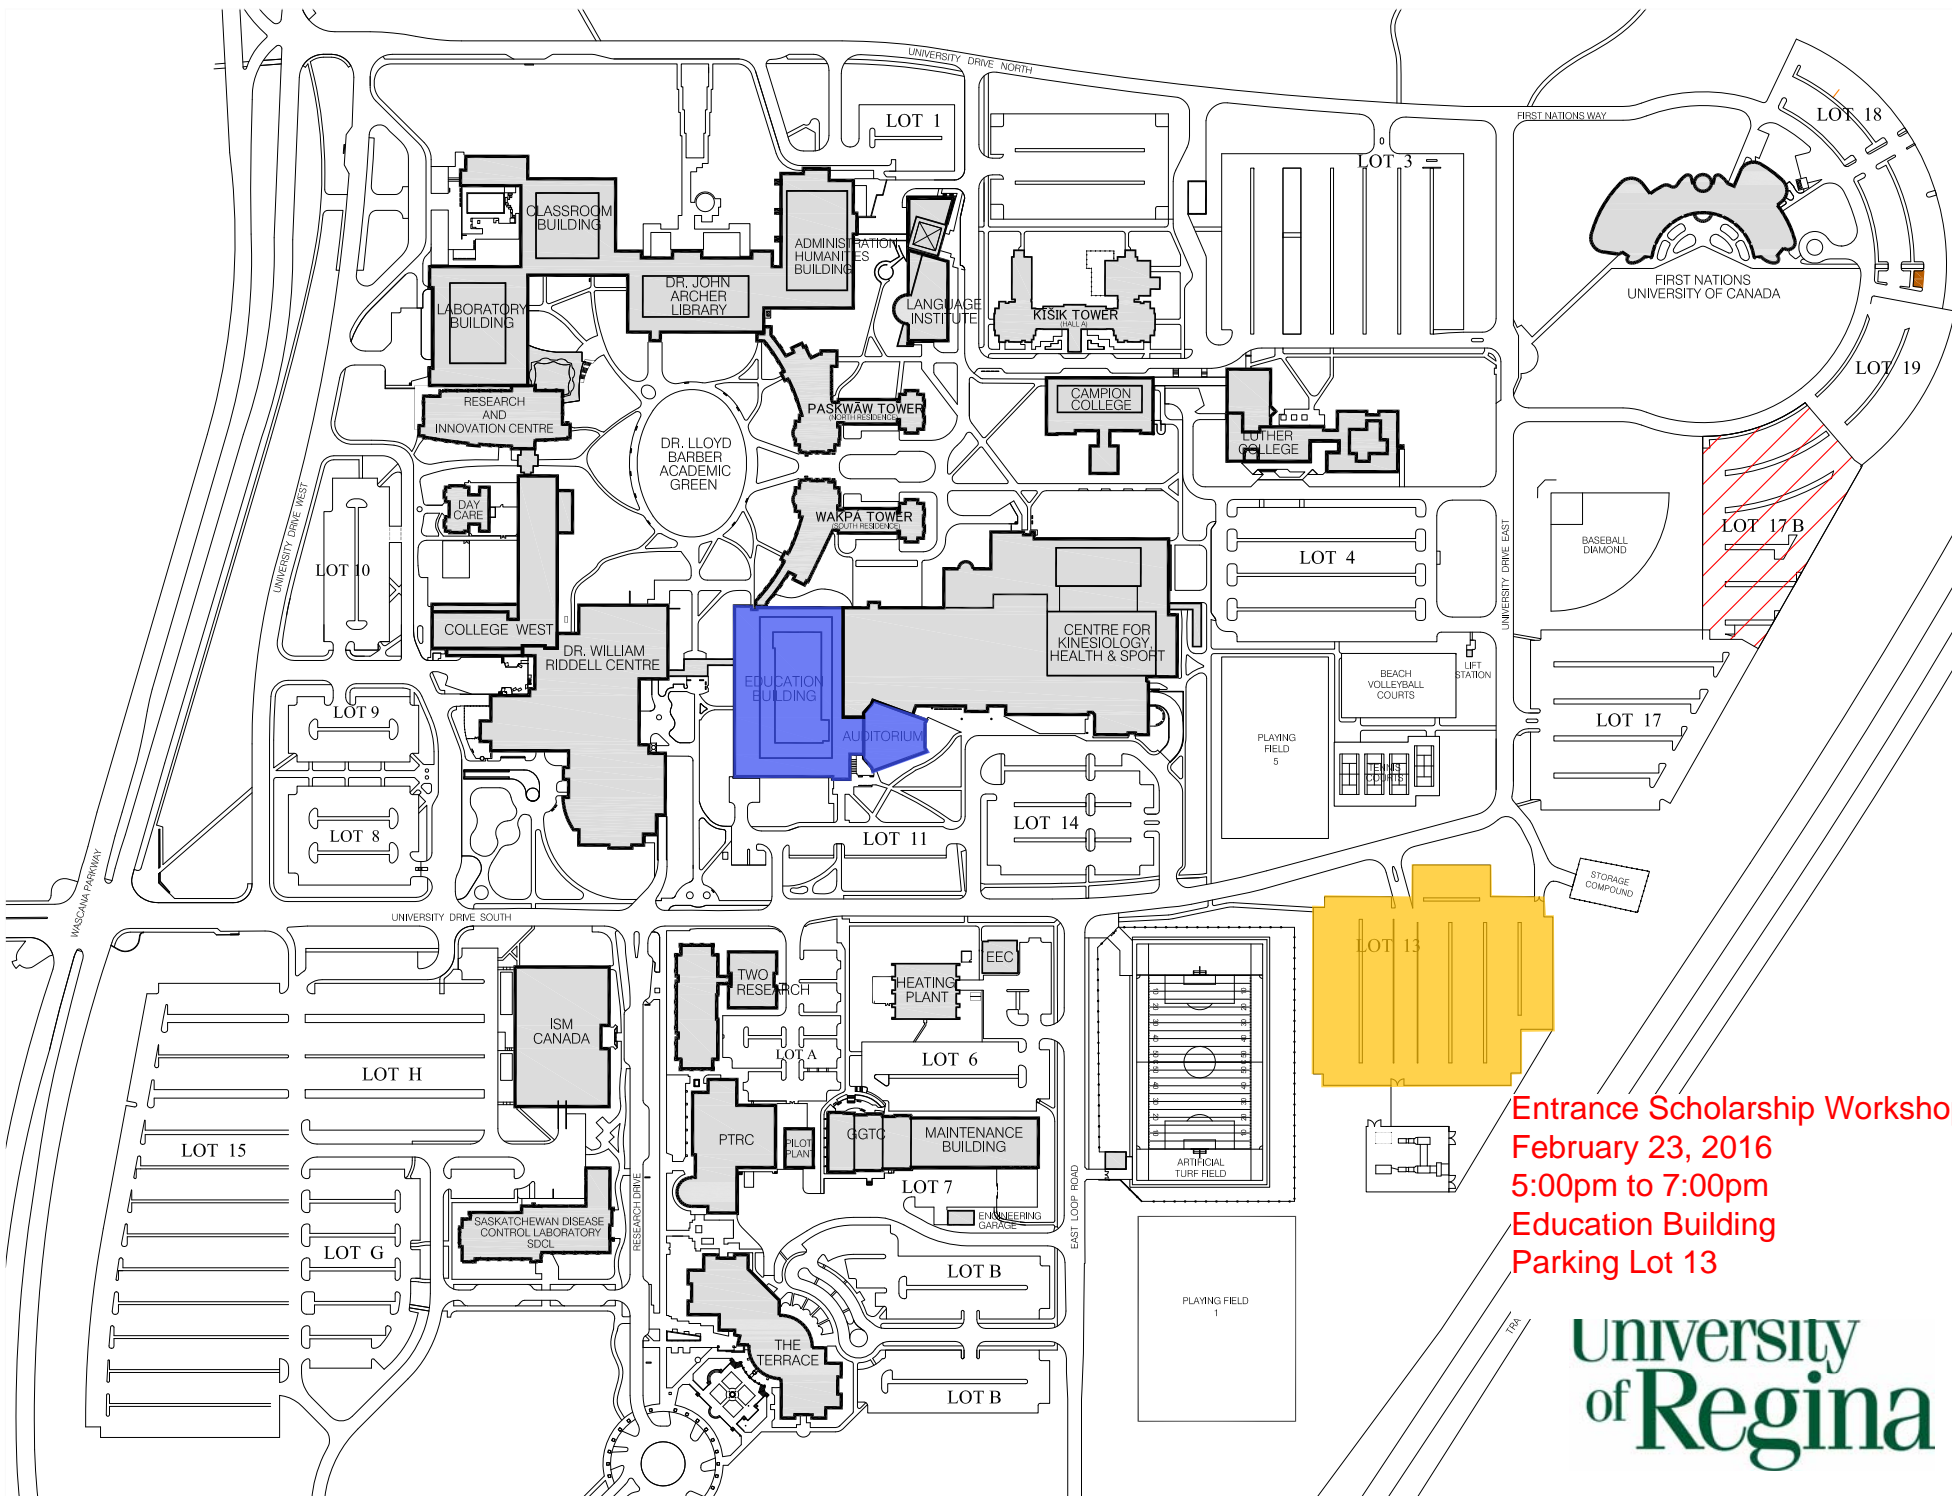 UNIVERSITY DRIVE NORTH
LOT 1
FIRST NATIONS WAY
LOT 18
LOT 3
CLASSROOM
BUILDING
ADMINISTRATION
HUMANITIES
BUILDING
DR. JOHN
ARCHER
LIBRARY
LABORATORY
BUILDING
LANGUAGE
INSTITUTE
KĪSIK TOWER
(HALL A)
FIRST NATIONS
UNIVERSITY OF CANADA
LOT 19
RESEARCH
AND
INNOVATION CENTRE
PASKWĀW TOWER
(NORTH RESIDENCE)
CAMPION
COLLEGE
LUTHER
COLLEGE
DR. LLOYD
BARBER
ACADEMIC
GREEN
DAY
CARE
WAKPÁ TOWER
(SOUTH RESIDENCE)
UNIVERSITY DRIVE WEST
LOT 10
LOT 4
UNIVERSITY DRIVE EAST
BASEBALL
DIAMOND
LOT 17 B
COLLEGE WEST
DR. WILLIAM
RIDDELL CENTRE
CENTRE FOR
KINESIOLOGY,
HEALTH & SPORT
EDUCATION
BUILDING
AUDITORIUM
LIFT
STATION
BEACH
VOLLEYBALL
COURTS
LOT 9
LOT 17
PLAYING
FIELD
5
TENNIS
COURTS
LOT 8
LOT 11
LOT 14
WASCANA PARKWAY
STORAGE
COMPOUND
UNIVERSITY DRIVE SOUTH
LOT 13
TWO
RESEARCH
HEATING
PLANT
EEC
ISM
CANADA
LOT A
LOT 6
LOT H
LOT 15
PTRC
PILOT
PLANT
GGTC
MAINTENANCE
BUILDING
ARTIFICIAL
TURF FIELD
LOT 7
ENGINEERING
GARAGE
EAST LOOP ROAD
RESEARCH DRIVE
SASKATCHEWAN DISEASE
CONTROL LABORATORY
SDCL
LOT G
LOT B
PLAYING FIELD
1
THE
TERRACE
LOT B
TRA
Entrance Scholarship Worksho
February 23, 2016
5:00pm to 7:00pm
Education Building
Parking Lot 13
University
of Regina